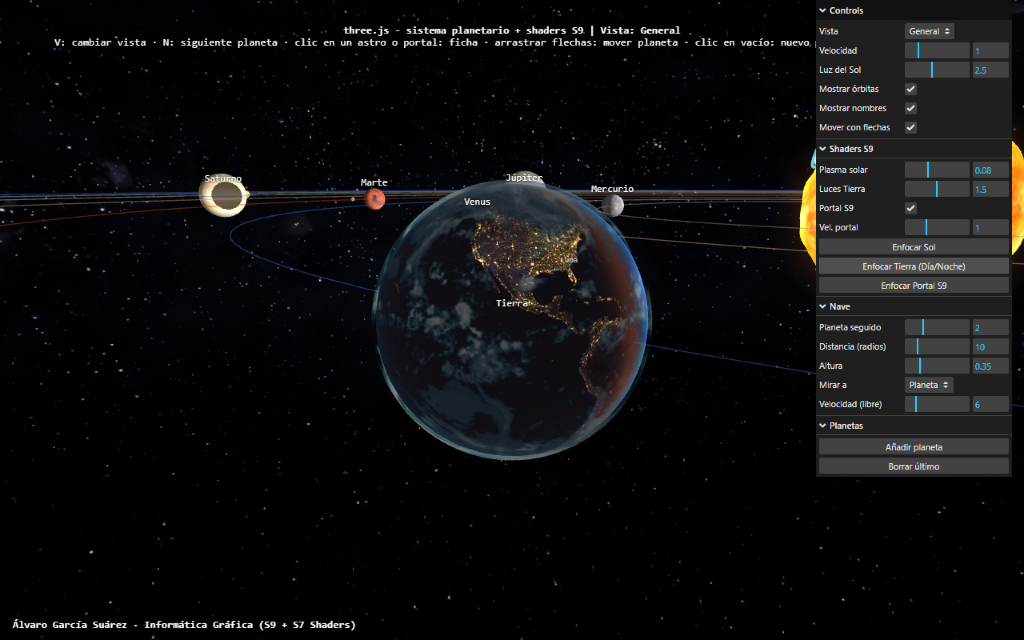 three.js - sistema planetario + shaders S9 | Vista: General
V: cambiar vista · N: siguiente planeta · clic en un astro o portal: ficha · arrastrar flechas: mover planeta · clic en vacío: nuevo
Controls
Vista General
Velocidad 1
Luz del Sol 2.5
Mostrar órbitas
Mostrar nombres
Mover con flechas
Shaders S9
Plasma solar 0.08
Luces Tierra 1.5
Portal S9
Vel. portal 1
Enfocar Sol
Enfocar Tierra (Día/Noche)
Enfocar Portal S9
Nave
Planeta seguido 2
Distancia (radios) 10
Altura 0.35
Mirar a Planeta
Velocidad (libre) 6
Planetas
Añadir planeta
Borrar último
Saturno
Marte
Júpiter
Mercurio
Venus
Luna
Tierra
Álvaro García Suárez - Informática Gráfica (S9 + S7 Shaders)